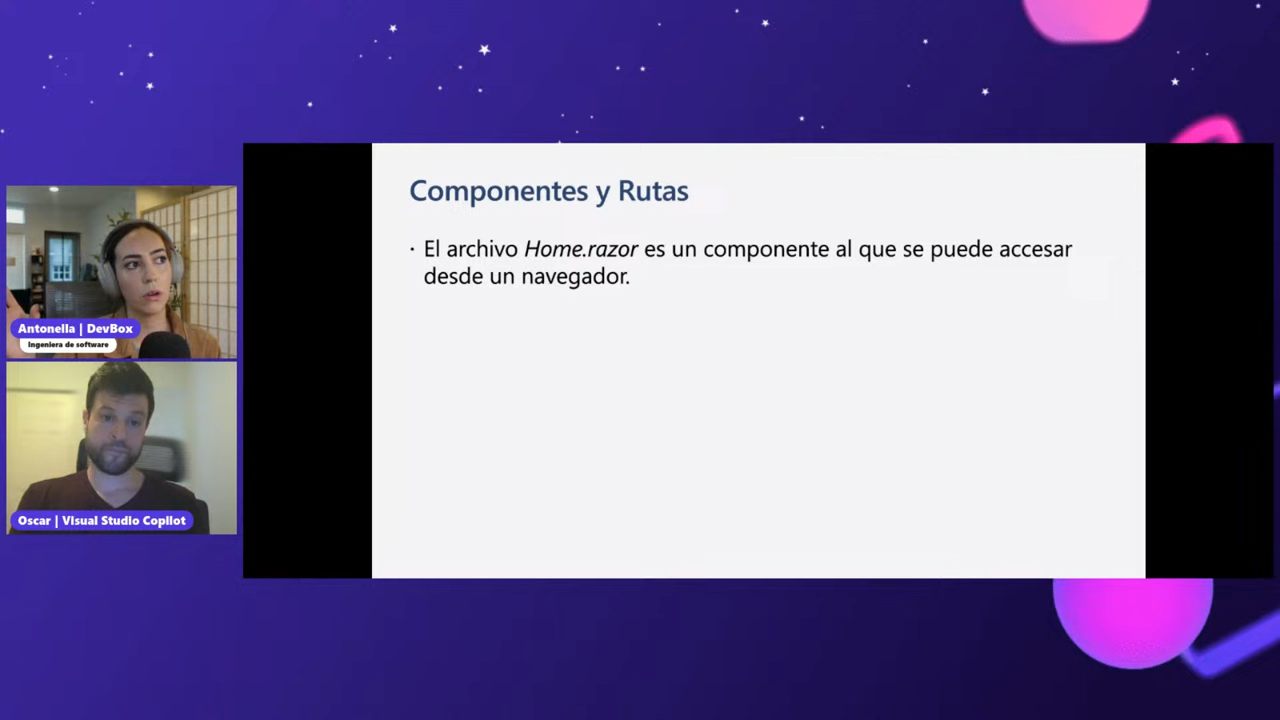 Componentes y Rutas
· El archivo Home.razor es un componente al que se puede accesar
desde un navegador.
Antonella | DevBox
Ingeniera de software
Oscar | Visual Studio Copilot